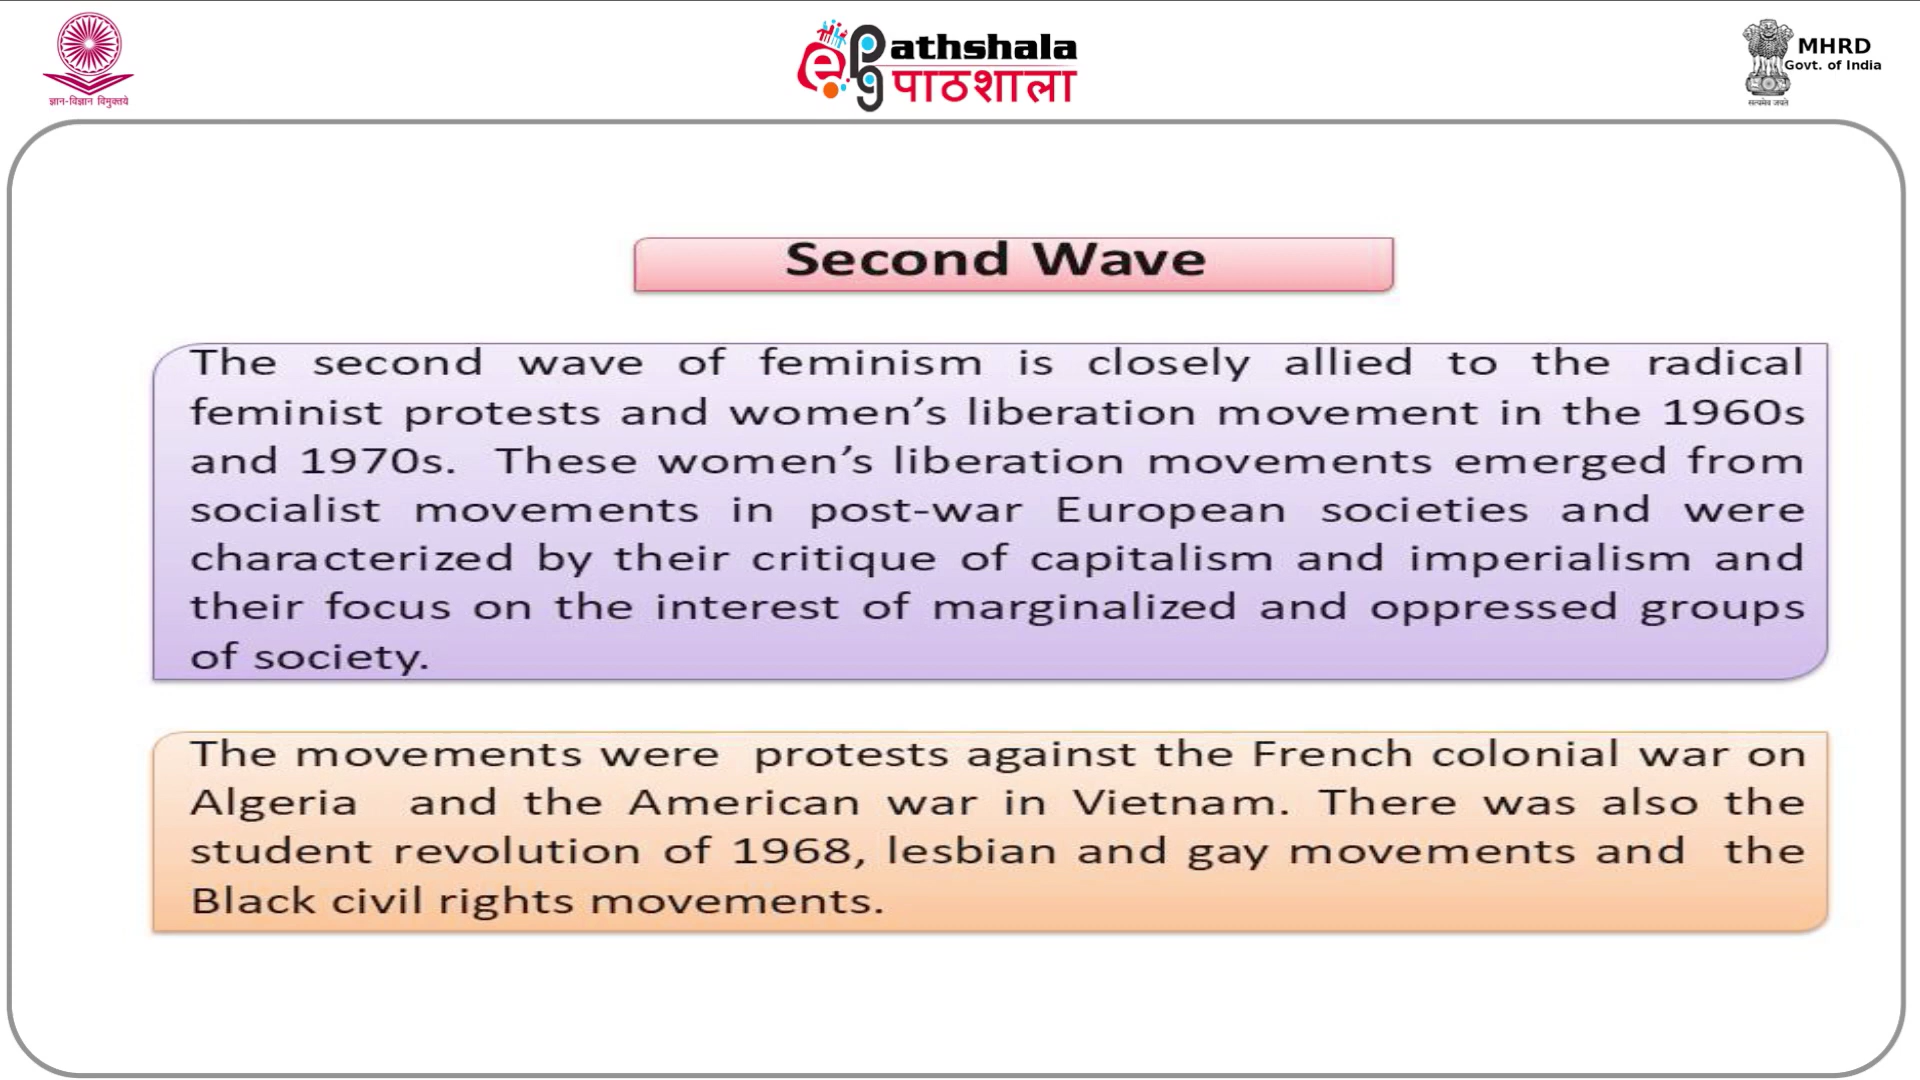 ज्ञान-विज्ञान विमुक्तये
ePG
athshala
पाठशाला
MHRD
Govt. of India
सत्यमेव जयते
Second Wave
The second wave of feminism is closely allied to the radical
feminist protests and women’s liberation movement in the 1960s
and 1970s. These women’s liberation movements emerged from
socialist movements in post-war European societies and were
characterized by their critique of capitalism and imperialism and
their focus on the interest of marginalized and oppressed groups
of society.
The movements were protests against the French colonial war on
Algeria and the American war in Vietnam. There was also the
student revolution of 1968, lesbian and gay movements and the
Black civil rights movements.